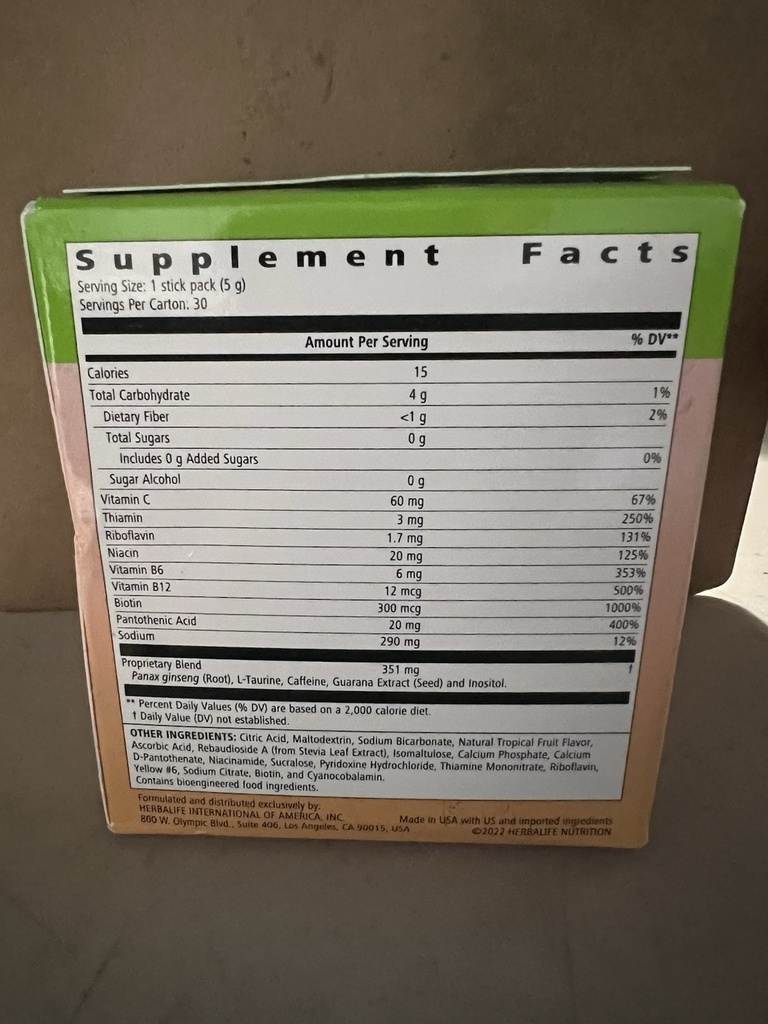 Supplement Facts
Serving Size: 1 stick pack (5 g)
Servings Per Carton: 30
Amount Per Serving % DV**
Calories 15
Total Carbohydrate 4 g 1%
Dietary Fiber <1 g 2%
Total Sugars 0 g
Includes 0 g Added Sugars 0%
Sugar Alcohol 0 g
Vitamin C 60 mg 67%
Thiamin 3 mg 250%
Riboflavin 1.7 mg 131%
Niacin 20 mg 125%
Vitamin B6 6 mg 353%
Vitamin B12 12 mcg 500%
Biotin 300 mcg 1000%
Pantothenic Acid 20 mg 400%
Sodium 290 mg 12%
Proprietary Blend 351 mg †
Panax ginseng (Root), L-Taurine, Caffeine, Guarana Extract (Seed) and Inositol.
** Percent Daily Values (% DV) are based on a 2,000 calorie diet.
† Daily Value (DV) not established.
OTHER INGREDIENTS: Citric Acid, Maltodextrin, Sodium Bicarbonate, Natural Tropical Fruit Flavor,
Ascorbic Acid, Rebaudioside A (from Stevia Leaf Extract), Isomaltulose, Calcium Phosphate, Calcium
D-Pantothenate, Niacinamide, Sucralose, Pyridoxine Hydrochloride, Thiamine Mononitrate, Riboflavin,
Yellow #6, Sodium Citrate, Biotin, and Cyanocobalamin.
Contains bioengineered food ingredients.
Formulated and distributed exclusively by:
HERBALIFE INTERNATIONAL OF AMERICA, INC. Made in USA with US and imported ingredients
800 W. Olympic Blvd., Suite 406, Los Angeles, CA 90015, USA ©2022 HERBALIFE NUTRITION